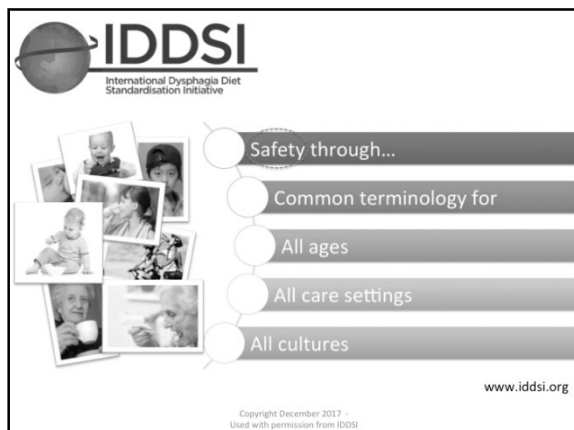 IDDSI
International Dysphagia Diet
Standardisation Initiative
Safety through...
Common terminology for
All ages
All care settings
All cultures
www.iddsi.org
Copyright December 2017 -
Used with permission from IDDSI